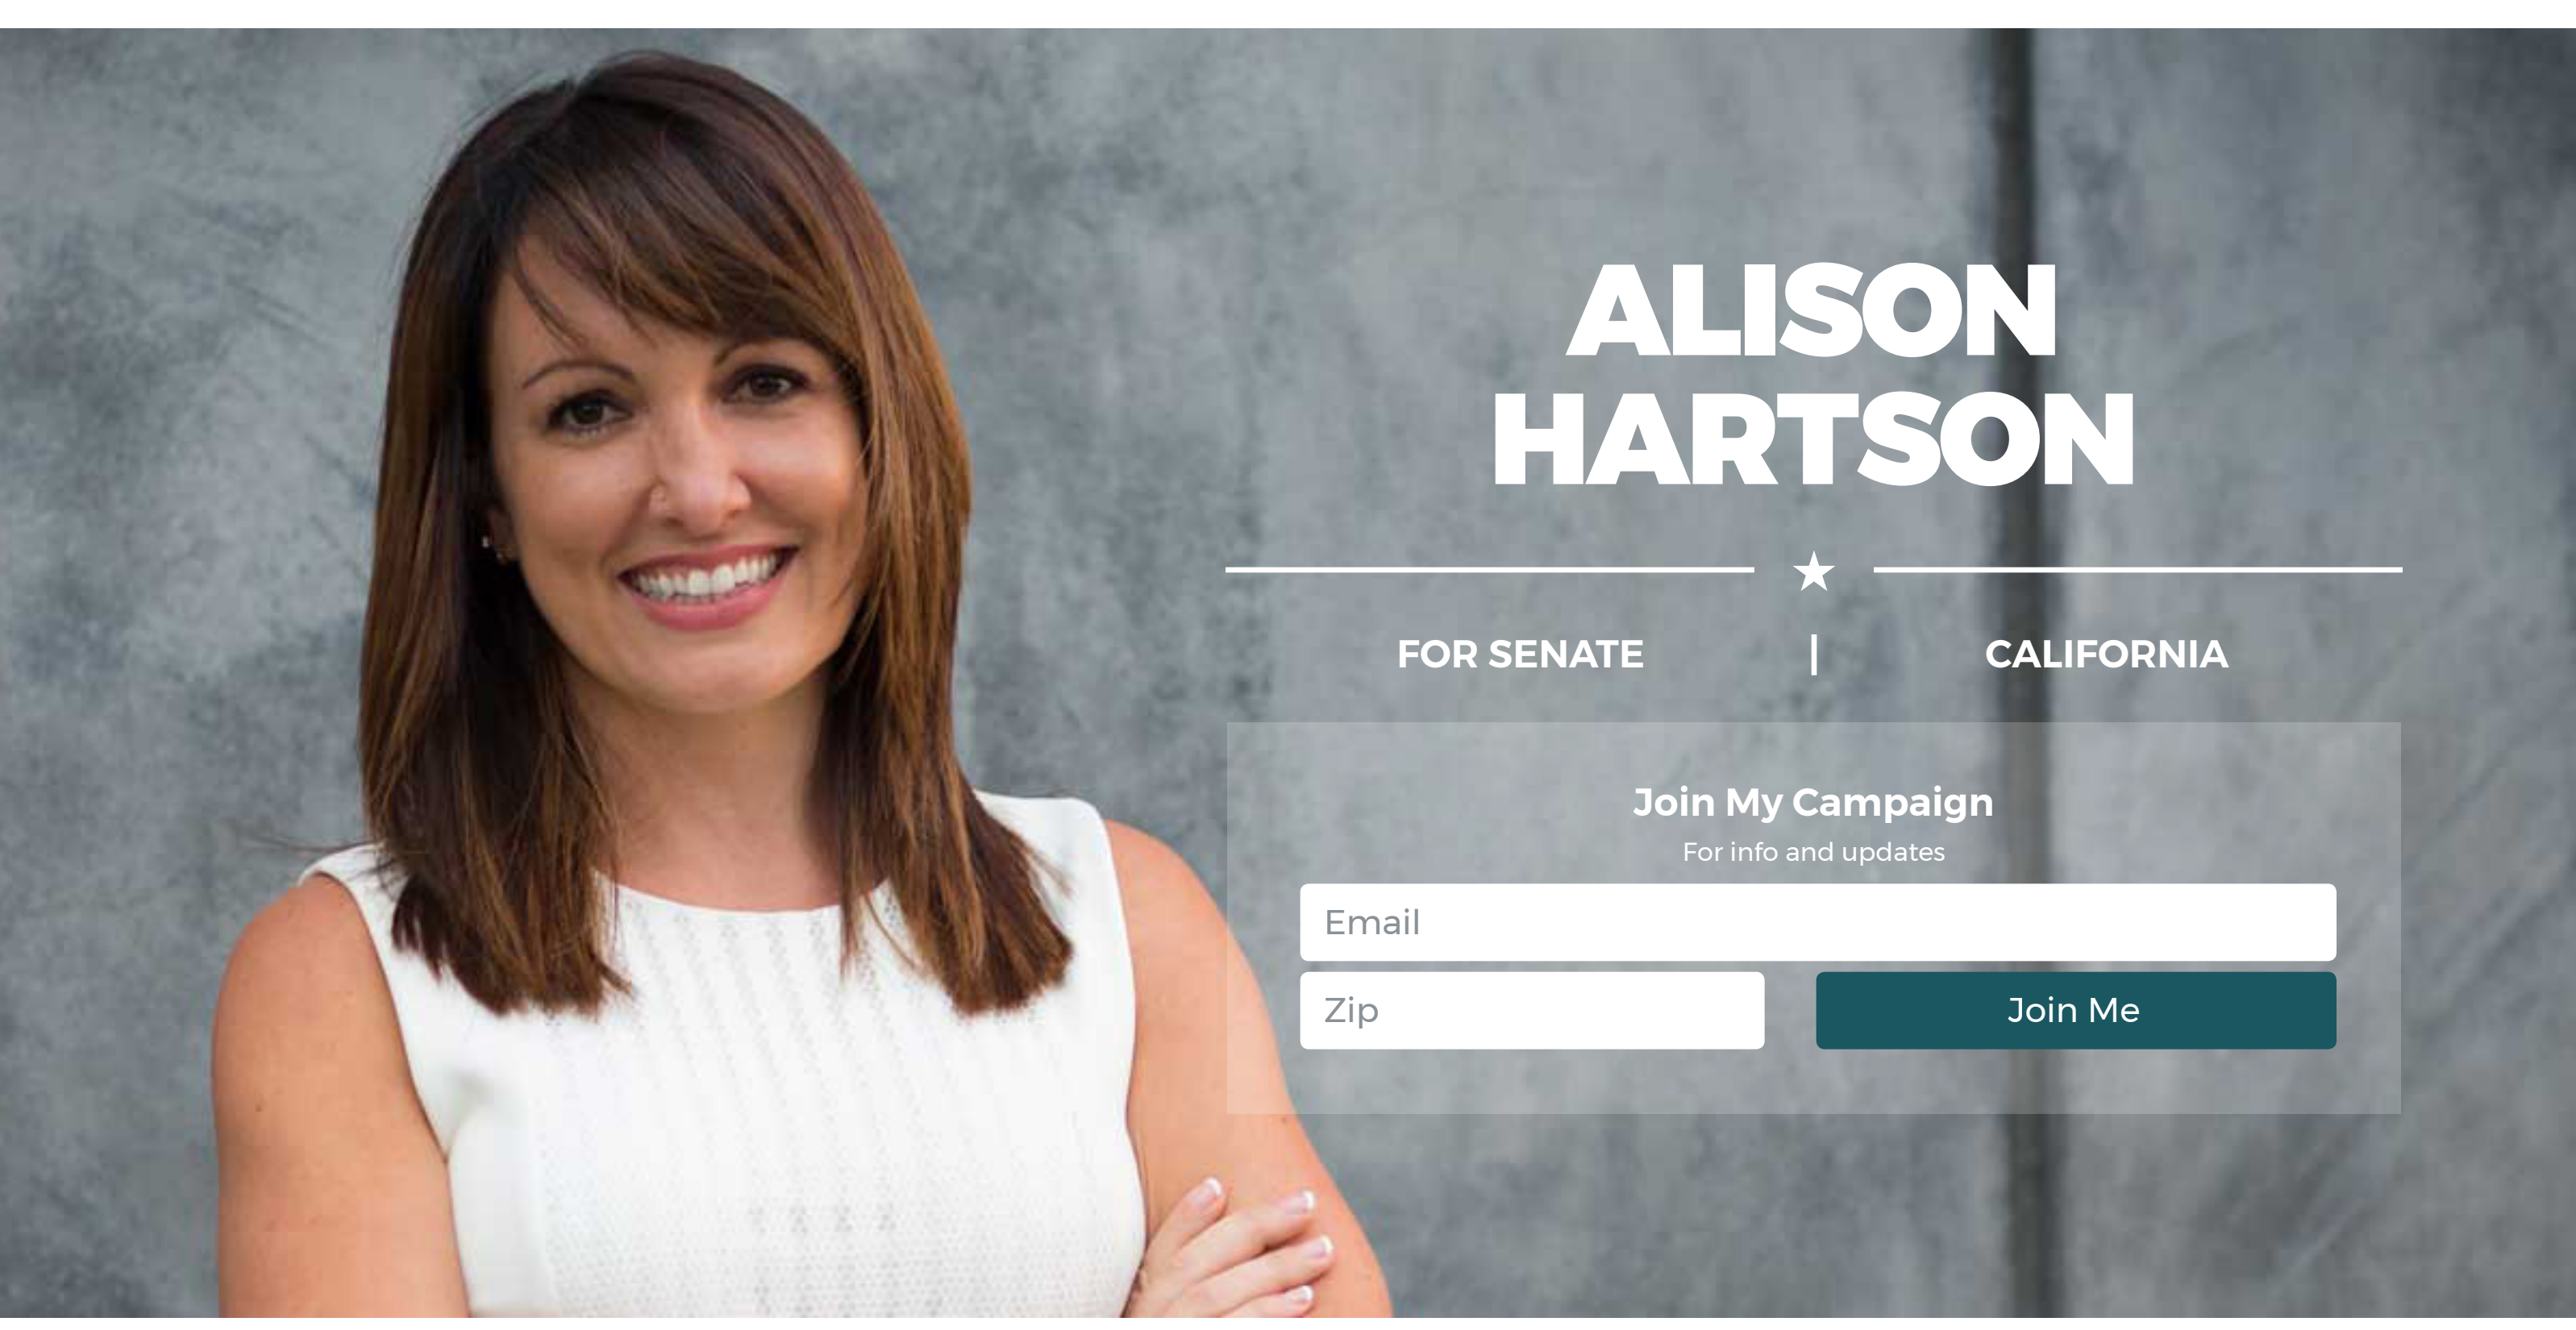 ALISON
HARTSON
FOR SENATE | CALIFORNIA
Join My Campaign
For info and updates
Email
Zip
Join Me